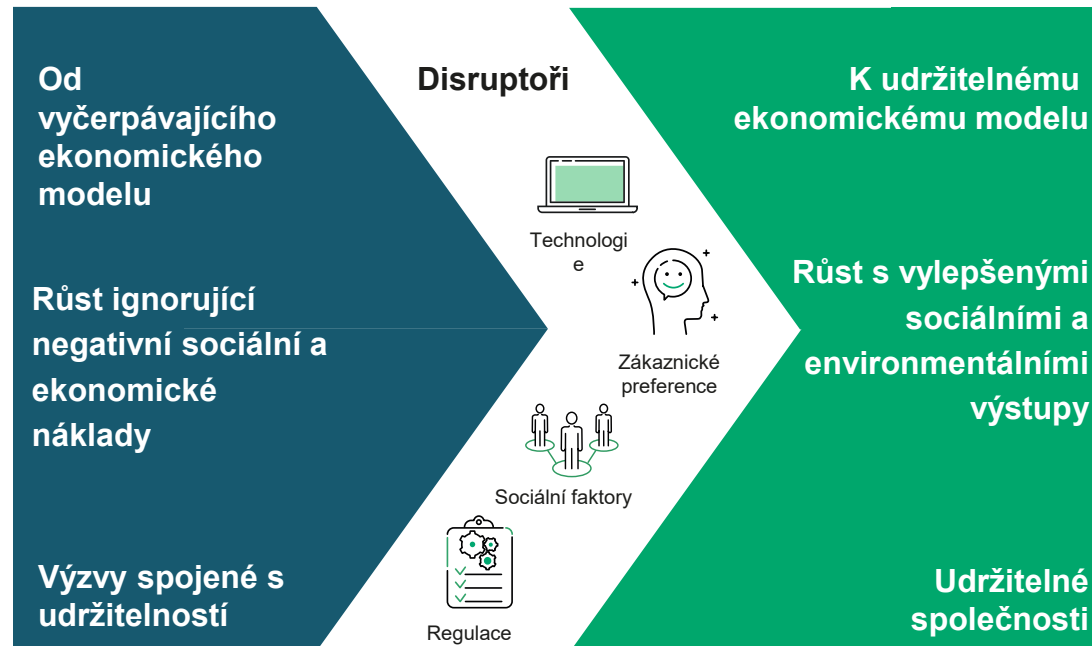 Od
vyčerpávajícího
ekonomického
modelu
Růst ignorující
negativní sociální a
ekonomické
náklady
Výzvy spojené s
udržitelností
Disruptoři
Technologi
e
Zákaznické
preference
Sociální faktory
Regulace
K udržitelnému
ekonomickému modelu
Růst s vylepšenými
sociálními a
environmentálními
výstupy
Udržitelné
společnosti